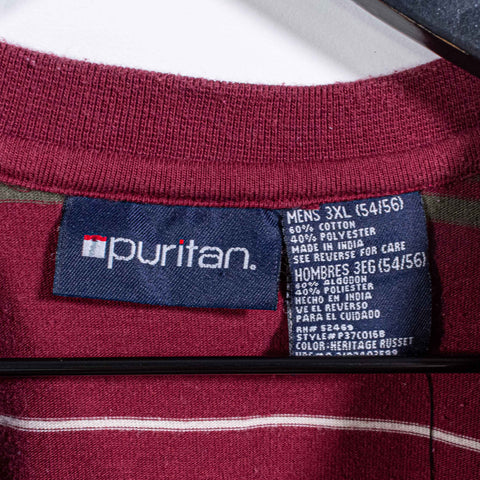 puritan.
MENS 3XL (54/56)
60% COTTON
40% POLYESTER
MADE IN INDIA
SEE REVERSE FOR CARE
HOMBRES 3EG (54/56)
60% ALGODON
40% POLIESTER
HECHO EN INDIA
VE EL REVERSO
PARA EL CUIDADO
RN# 52469
STYLE# P37C016B
COLOR: HERITAGE RUSSET